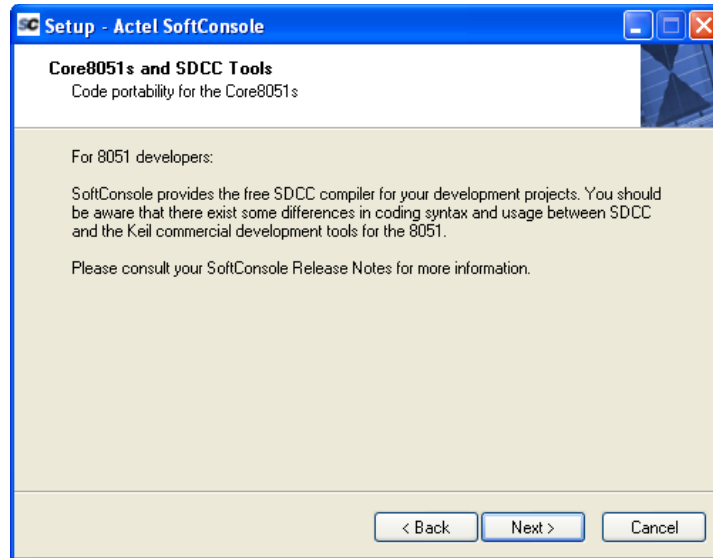 SC Setup - Actel SoftConsole
Core8051s and SDCC Tools
Code portability for the Core8051s
For 8051 developers:
SoftConsole provides the free SDCC compiler for your development projects. You should
be aware that there exist some differences in coding syntax and usage between SDCC
and the Keil commercial development tools for the 8051.
Please consult your SoftConsole Release Notes for more information.
< Back
Next >
Cancel